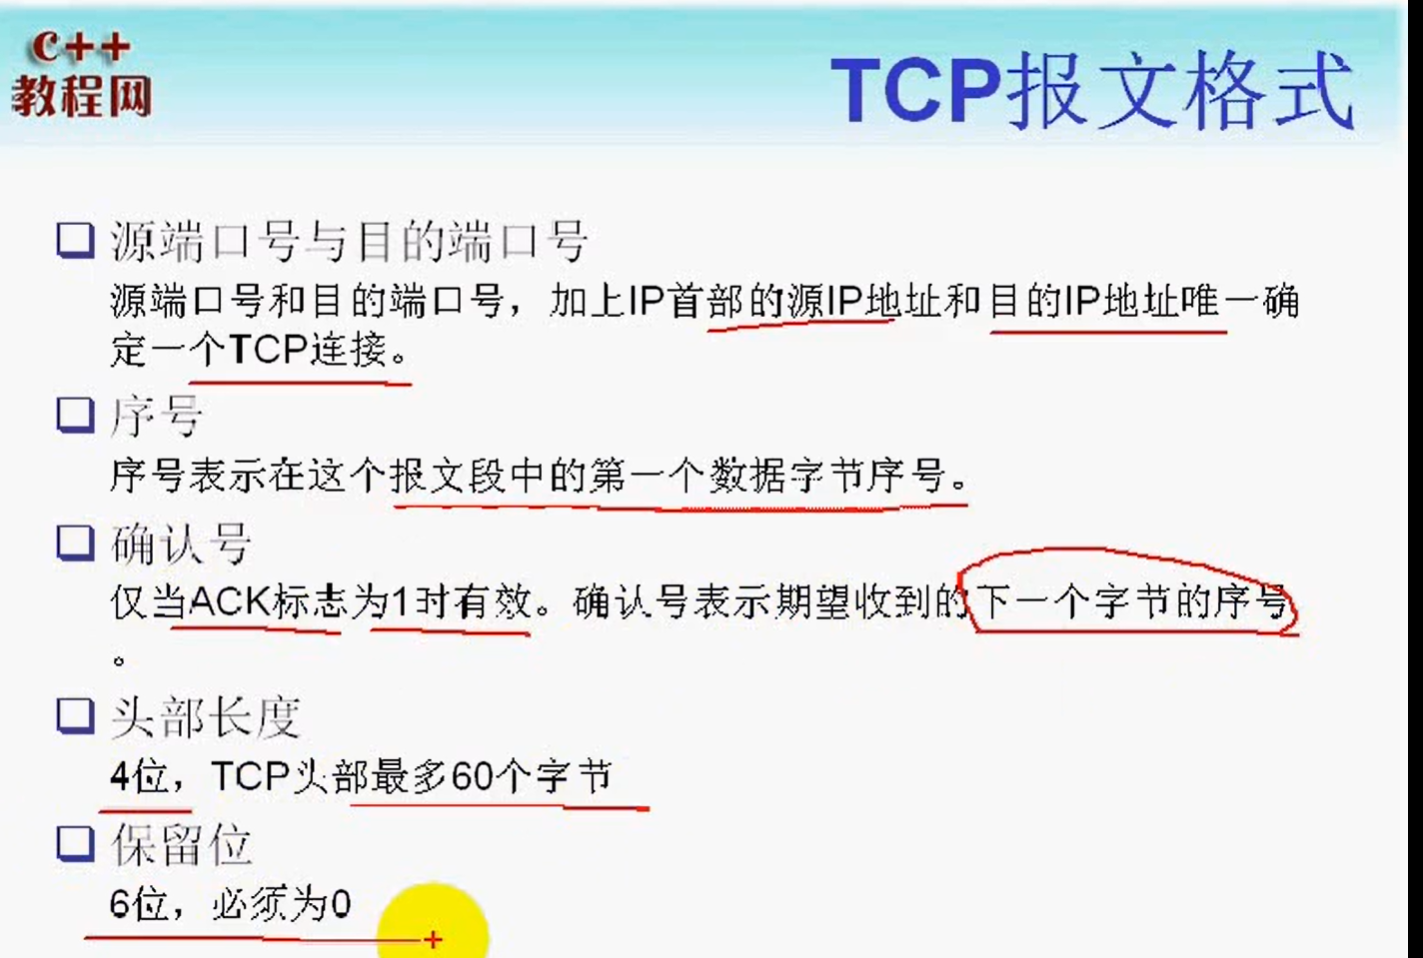 C++
教程网
TCP报文格式
源端口号与目的端口号
源端口号和目的端口号，加上IP首部的源IP地址和目的IP地址唯一确
定一个TCP连接。
序号
序号表示在这个报文段中的第一个数据字节序号。
确认号
仅当ACK标志为1时有效。确认号表示期望收到的下一个字节的序号
。
头部长度
4位，TCP头部最多60个字节
保留位
6位，必须为0